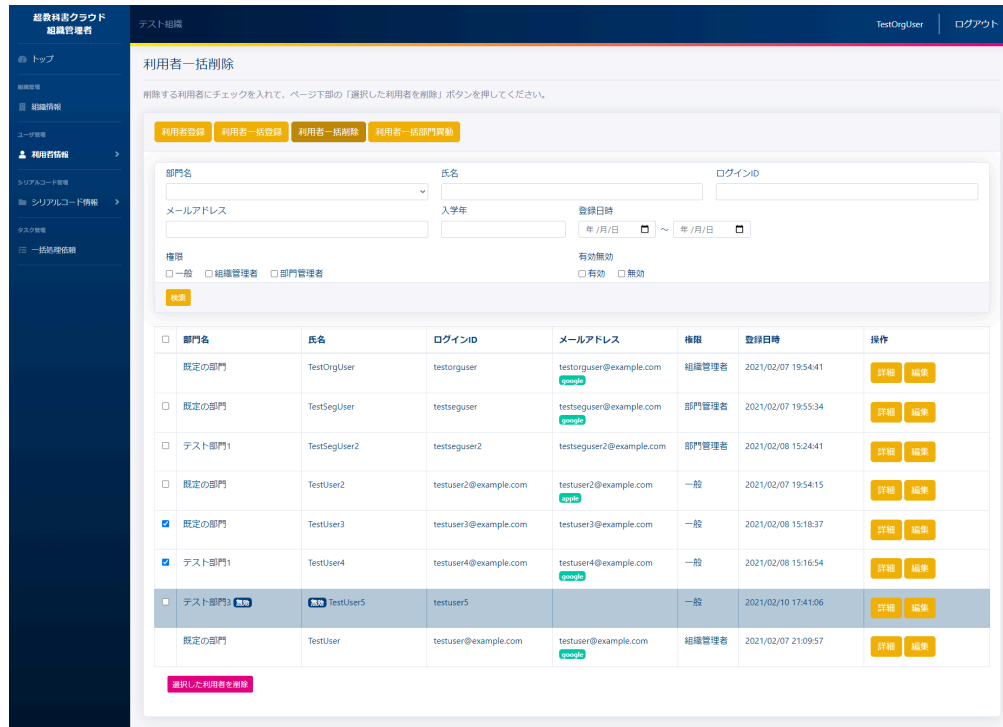 超教科書クラウド
組織管理者
テスト組織
TestOrgUser
ログアウト
トップ
組織管理
組織情報
ユーザ管理
利用者情報
シリアルコード管理
シリアルコード情報
タスク管理
一括処理依頼
利用者一括削除
削除する利用者にチェックを入れて、ページ下部の「選択した利用者を削除」ボタンを押してください。
利用者登録 利用者一括登録 利用者一括削除 利用者一括部門異動
部門名 氏名 ログインID
メールアドレス 入学年 登録日時
年 /月/日 ～ 年 /月/日
権限 有効無効
一般 組織管理者 部門管理者 有効 無効
検索
部門名 氏名 ログインID メールアドレス 権限 登録日時 操作
既定の部門 TestOrgUser testorguser testorguser@example.com 組織管理者 2021/02/07 19:54:41 詳細 編集
google
既定の部門 TestSegUser testseguser testseguser@example.com 部門管理者 2021/02/07 19:55:34 詳細 編集
google
テスト部門1 TestSegUser2 testseguser2 testseguser2@example.com 部門管理者 2021/02/08 15:24:41 詳細 編集
既定の部門 TestUser2 testuser2@example.com testuser2@example.com 一般 2021/02/07 19:54:15 詳細 編集
apple
既定の部門 TestUser3 testuser3@example.com testuser3@example.com 一般 2021/02/08 15:18:37 詳細 編集
テスト部門1 TestUser4 testuser4@example.com testuser4@example.com 一般 2021/02/08 15:16:54 詳細 編集
google
テスト部門3 無効 無効 TestUser5 testuser5 一般 2021/02/10 17:41:06 詳細 編集
既定の部門 TestUser testuser@example.com testuser@example.com 組織管理者 2021/02/07 21:09:57 詳細 編集
google
選択した利用者を削除